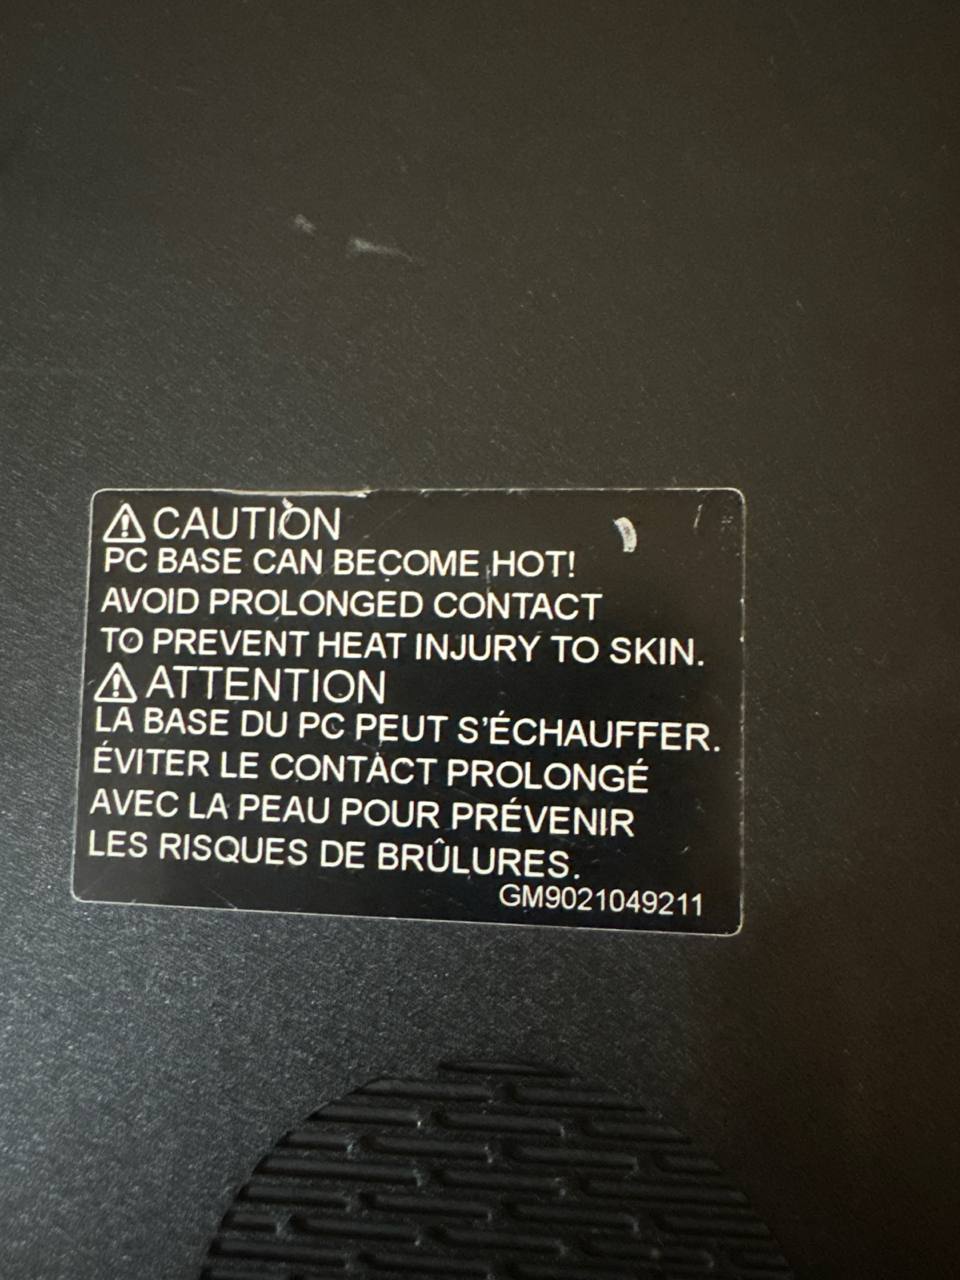 ⚠ CAUTION
PC BASE CAN BECOME HOT!
AVOID PROLONGED CONTACT
TO PREVENT HEAT INJURY TO SKIN.
⚠ ATTENTION
LA BASE DU PC PEUT S'ÉCHAUFFER.
ÉVITER LE CONTACT PROLONGÉ
AVEC LA PEAU POUR PRÉVENIR
LES RISQUES DE BRÛLURES.
GM9021049211